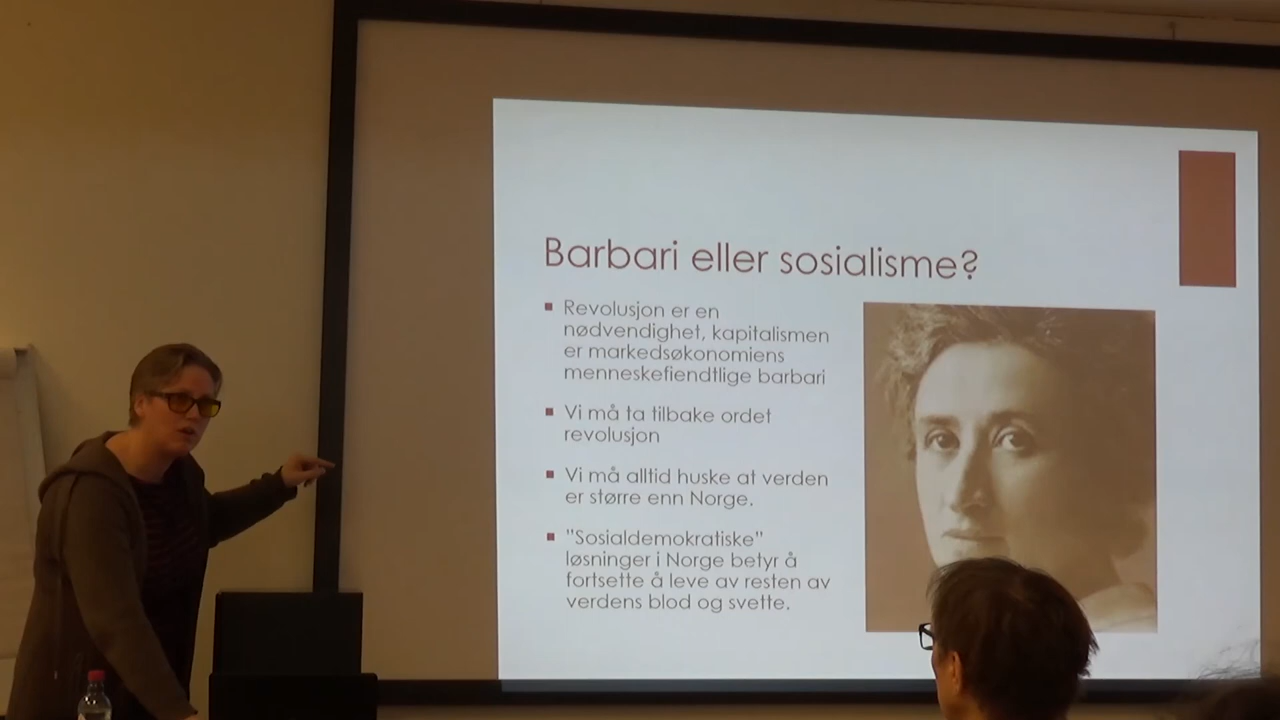 Barbari eller sosialisme?
Revolusjon er en
nødvendighet, kapitalismen
er markedsøkonomiens
menneskefiendtlige barbari
Vi må ta tilbake ordet
revolusjon
Vi må alltid huske at verden
er større enn Norge.
"Sosialdemokratiske"
løsninger i Norge betyr å
fortsette å leve av resten av
verdens blod og svette.